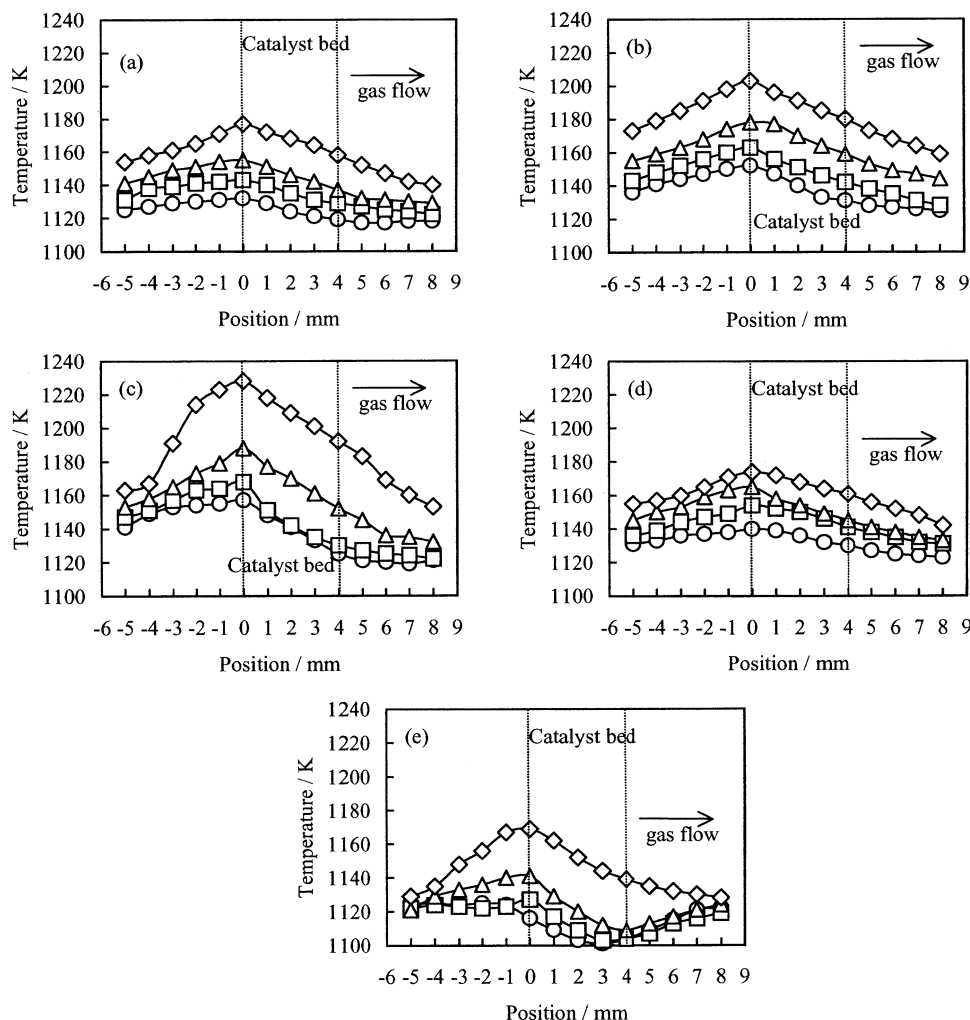 1240
1220
1200
1180
1160
1140
1120
1100
Temperature / K
(a)
Catalyst bed
gas flow
-6 -5 -4 -3 -2 -1 0 1 2 3 4 5 6 7 8 9
Position / mm
1240
1220
1200
1180
1160
1140
1120
1100
Temperature / K
(b)
gas flow
Catalyst bed
-6 -5 -4 -3 -2 -1 0 1 2 3 4 5 6 7 8 9
Position / mm
1240
1220
1200
1180
1160
1140
1120
1100
Temperature / K
(c)
gas flow
Catalyst bed
-6 -5 -4 -3 -2 -1 0 1 2 3 4 5 6 7 8 9
Position / mm
1240
1220
1200
1180
1160
1140
1120
1100
Temperature / K
(d)
Catalyst bed
gas flow
-6 -5 -4 -3 -2 -1 0 1 2 3 4 5 6 7 8 9
Position / mm
1240
1220
1200
1180
1160
1140
1120
1100
Temperature / K
(e)
Catalyst bed
gas flow
-6 -5 -4 -3 -2 -1 0 1 2 3 4 5 6 7 8 9
Position / mm